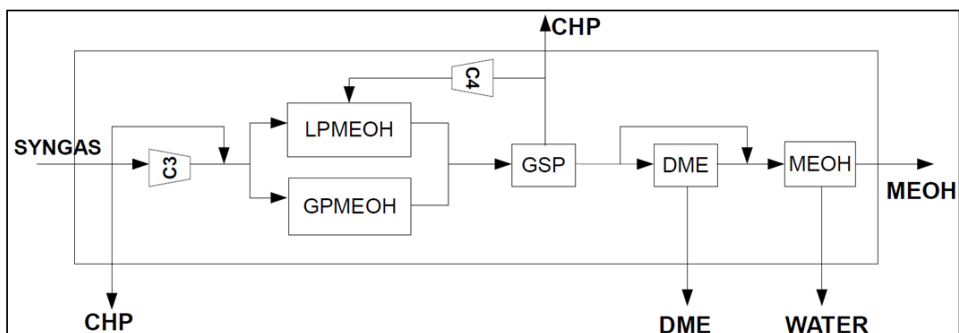 CHP
C4
LPMEOH
SYNGAS
C3
GSP
DME
MEOH
MEOH
GPMEOH
CHP
DME
WATER